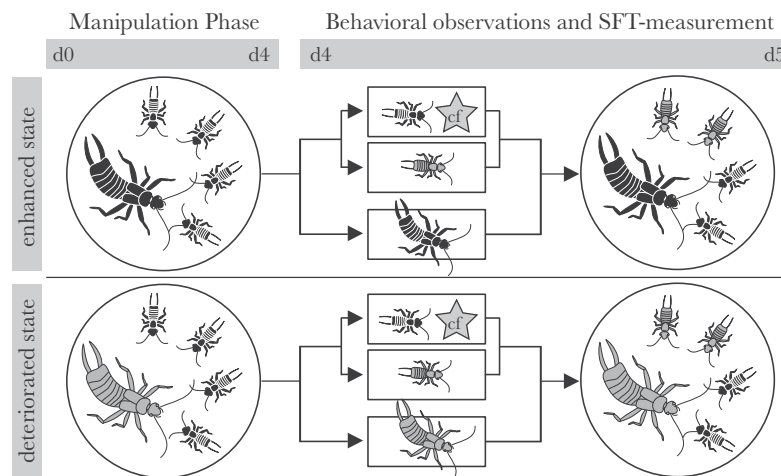 Manipulation Phase
Behavioral observations and SFT-measurement
d0 d4
d4 d5
enhanced state
cf
deteriorated state
cf